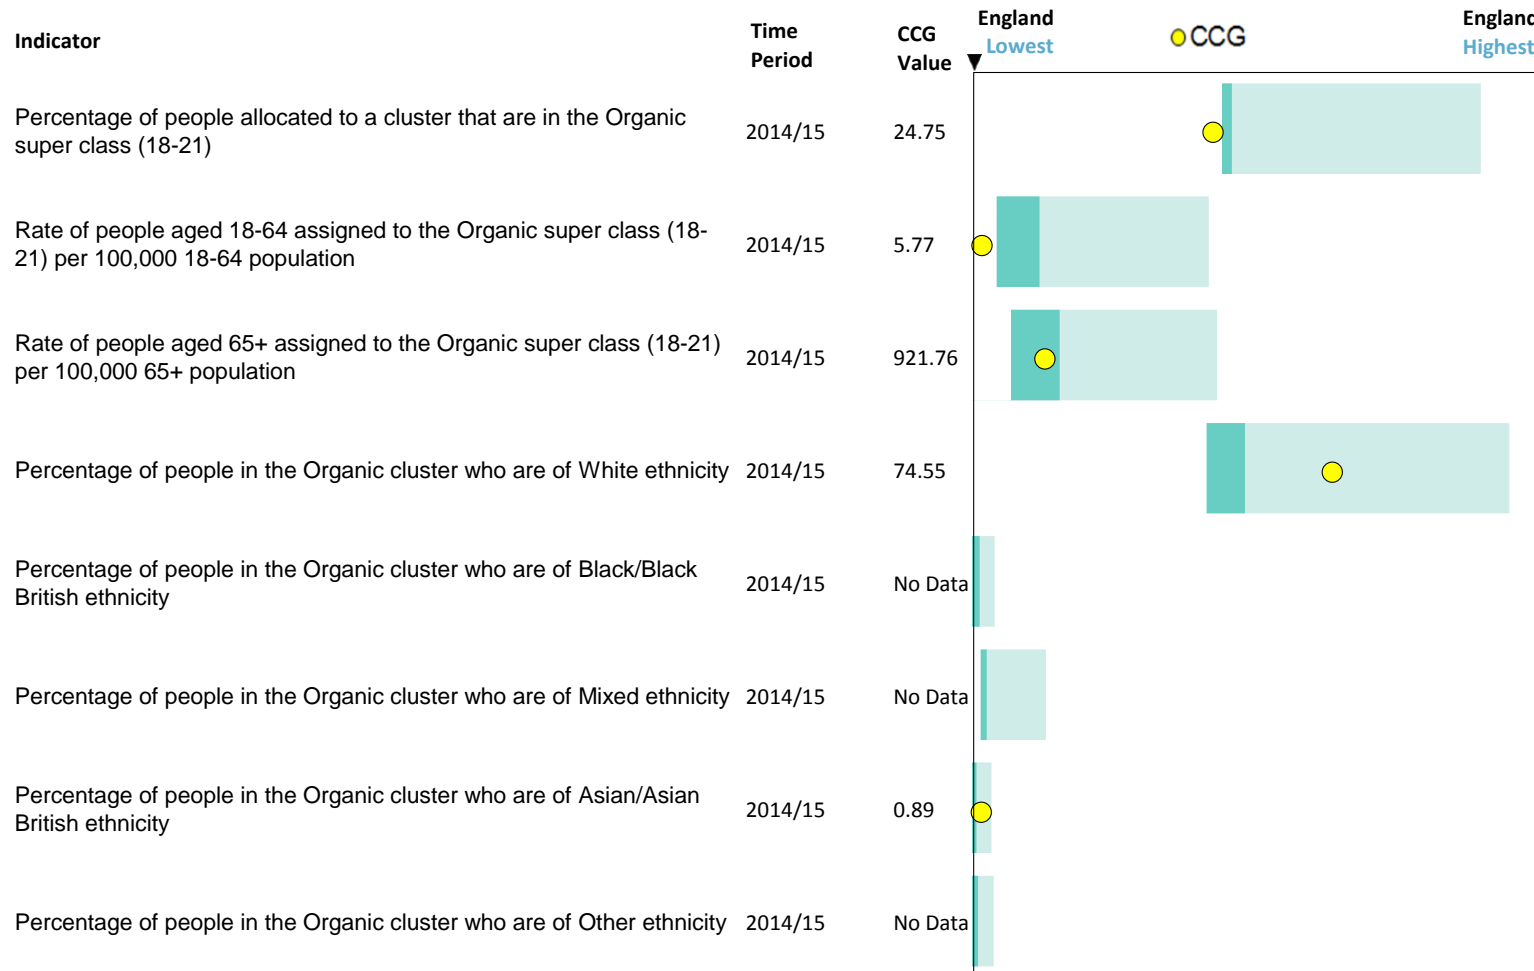 Indicator
Time
Period
CCG
Value
England
Lowest
CCG
England
Highest
Percentage of people allocated to a cluster that are in the Organic
super class (18-21)
2014/15
24.75
Rate of people aged 18-64 assigned to the Organic super class (18-
21) per 100,000 18-64 population
2014/15
5.77
Rate of people aged 65+ assigned to the Organic super class (18-21)
per 100,000 65+ population
2014/15
921.76
Percentage of people in the Organic cluster who are of White ethnicity
2014/15
74.55
Percentage of people in the Organic cluster who are of Black/Black
British ethnicity
2014/15
No Data
Percentage of people in the Organic cluster who are of Mixed ethnicity
2014/15
No Data
Percentage of people in the Organic cluster who are of Asian/Asian
British ethnicity
2014/15
0.89
Percentage of people in the Organic cluster who are of Other ethnicity
2014/15
No Data